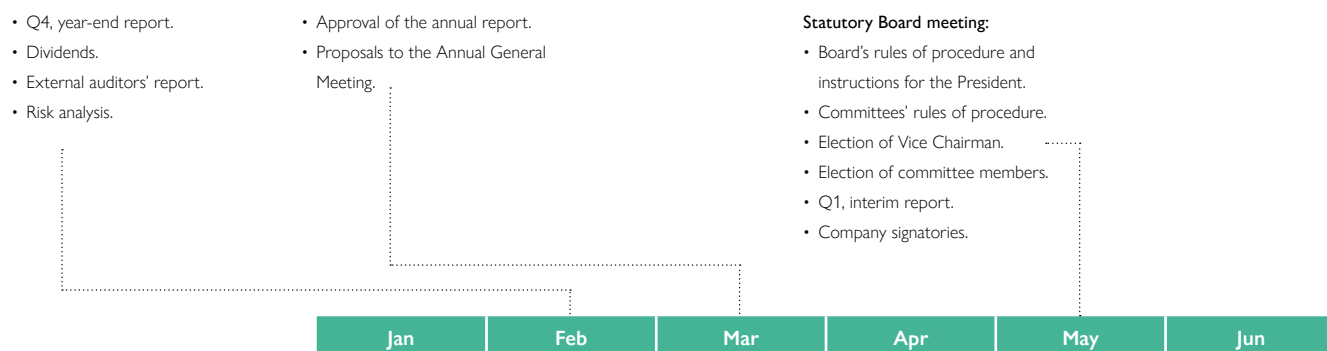 • Q4, year-end report.
• Dividends.
• External auditors’ report.
• Risk analysis.
• Approval of the annual report.
• Proposals to the Annual General
Meeting.
Statutory Board meeting:
• Board’s rules of procedure and
instructions for the President.
• Committees’ rules of procedure.
• Election of Vice Chairman.
• Election of committee members.
• Q1, interim report.
• Company signatories.
Jan Feb Mar Apr May Jun